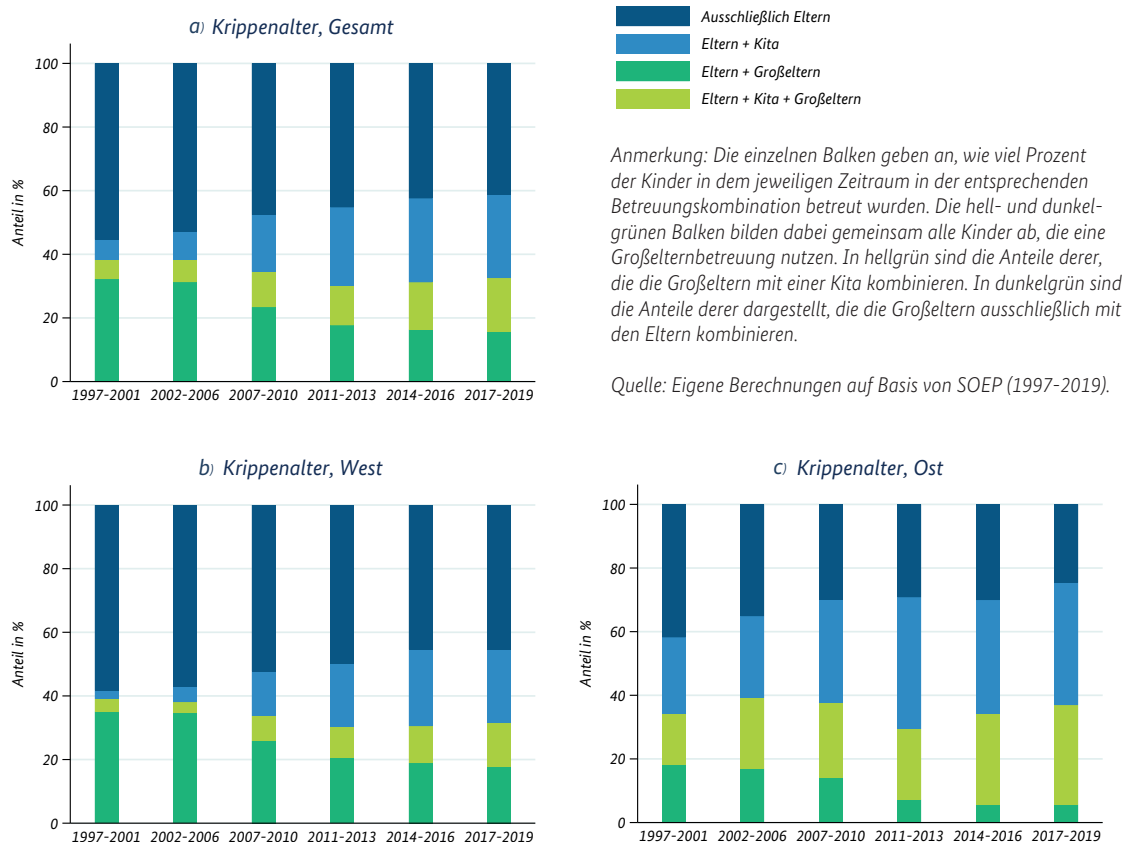 a) Krippenalter, Gesamt
Anteil in %
100
80
60
40
20
0
1997-2001 2002-2006 2007-2010 2011-2013 2014-2016 2017-2019
Ausschließlich Eltern
Eltern + Kita
Eltern + Großeltern
Eltern + Kita + Großeltern
Anmerkung: Die einzelnen Balken geben an, wie viel Prozent
der Kinder in dem jeweiligen Zeitraum in der entsprechenden
Betreuungskombination betreut wurden. Die hell- und dunkel-
grünen Balken bilden dabei gemeinsam alle Kinder ab, die eine
Großelternbetreuung nutzen. In hellgrün sind die Anteile derer,
die die Großeltern mit einer Kita kombinieren. In dunkelgrün sind
die Anteile derer dargestellt, die die Großeltern ausschließlich mit
den Eltern kombinieren.
Quelle: Eigene Berechnungen auf Basis von SOEP (1997-2019).
b) Krippenalter, West
Anteil in %
100
80
60
40
20
0
1997-2001 2002-2006 2007-2010 2011-2013 2014-2016 2017-2019
c) Krippenalter, Ost
Anteil in %
100
80
60
40
20
0
1997-2001 2002-2006 2007-2010 2011-2013 2014-2016 2017-2019